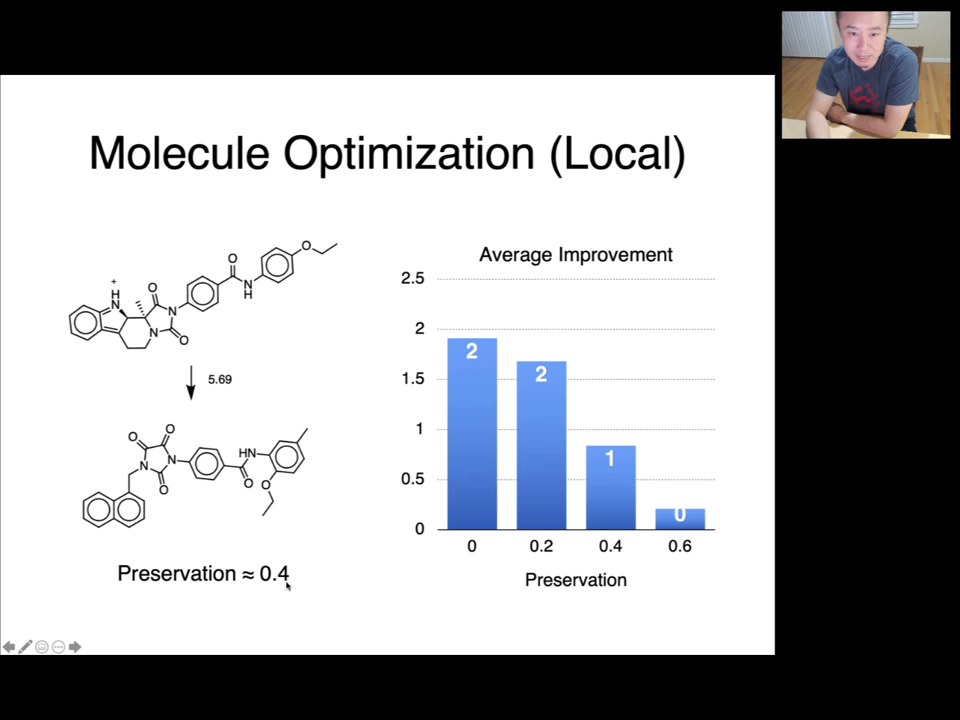 Molecule Optimization (Local)
O
O
N
H
+
H
N
O
N
N
O
5.69
O
O
N
N
O
HN
O
O
Preservation ≈ 0.4
Average Improvement
2.5
2
1.5
1
0.5
0
2
2
1
0
0
0.2
0.4
0.6
Preservation